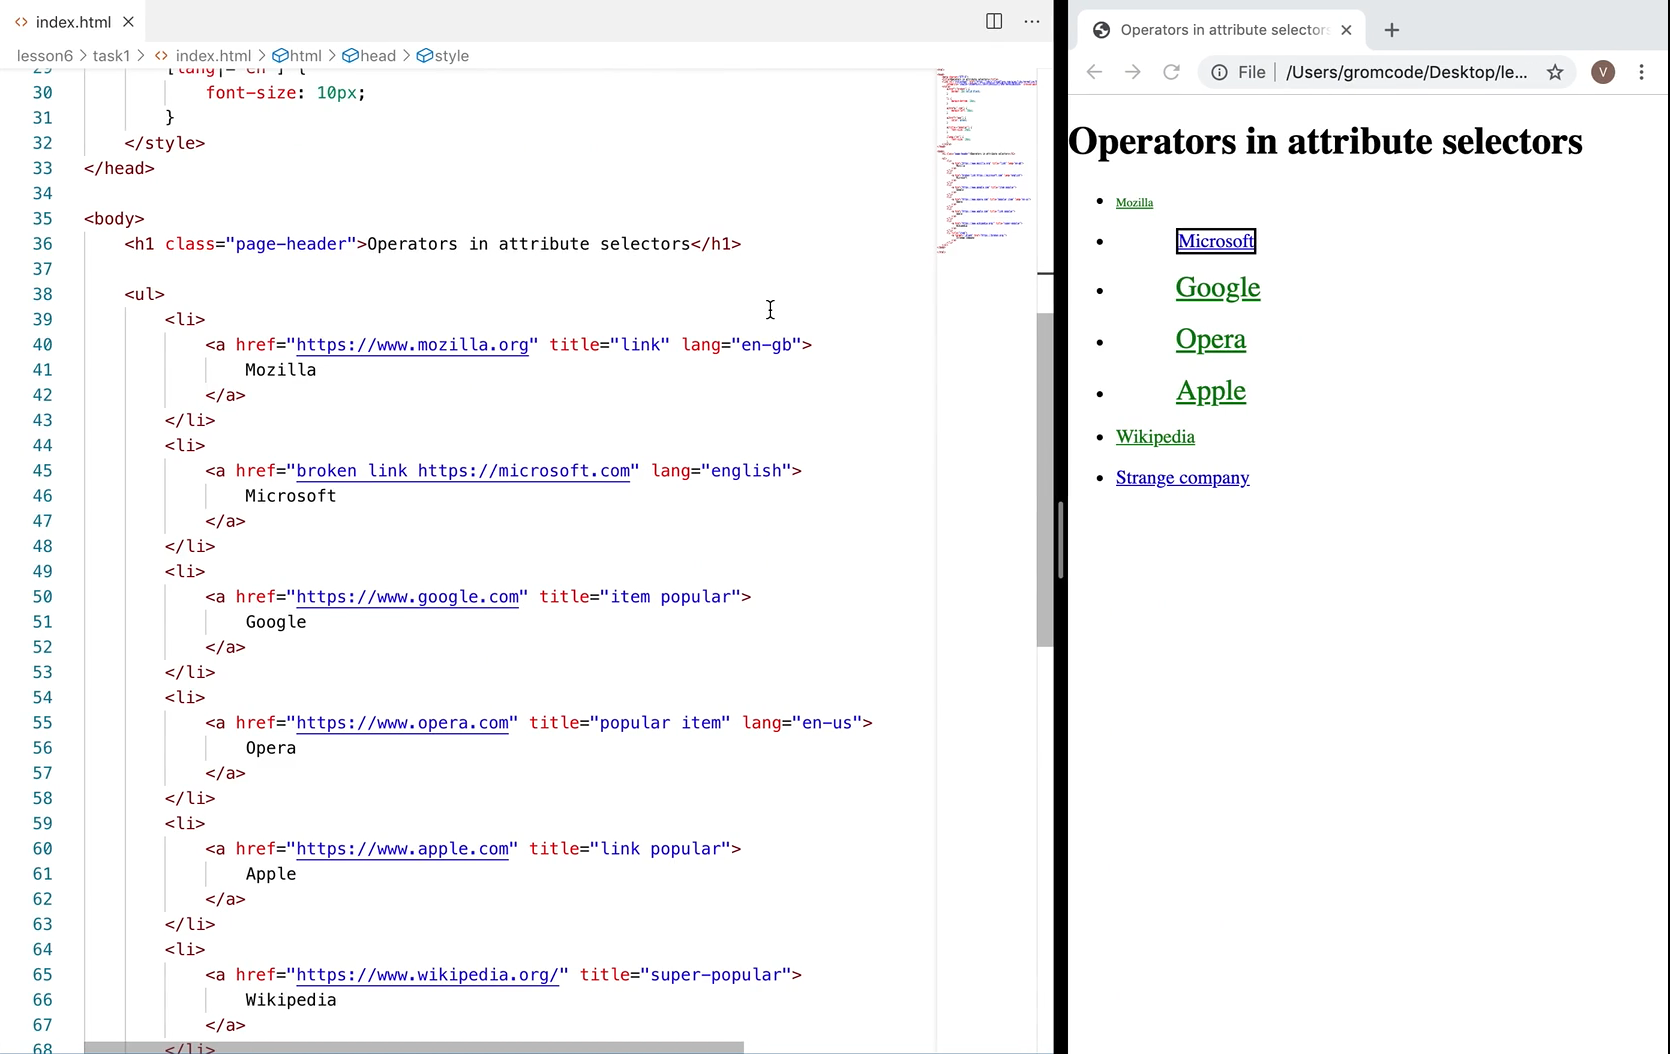 index.html
lesson6 > task1 > index.html > html > head > style
29 [lang|="en"] {
30 font-size: 10px;
31 }
32 </style>
33 </head>
34
35 <body>
36 <h1 class="page-header">Operators in attribute selectors</h1>
37
38 <ul>
39 <li>
40 <a href="https://www.mozilla.org" title="link" lang="en-gb">
41 Mozilla
42 </a>
43 </li>
44 <li>
45 <a href="broken link https://microsoft.com" lang="english">
46 Microsoft
47 </a>
48 </li>
49 <li>
50 <a href="https://www.google.com" title="item popular">
51 Google
52 </a>
53 </li>
54 <li>
55 <a href="https://www.opera.com" title="popular item" lang="en-us">
56 Opera
57 </a>
58 </li>
59 <li>
60 <a href="https://www.apple.com" title="link popular">
61 Apple
62 </a>
63 </li>
64 <li>
65 <a href="https://www.wikipedia.org/" title="super-popular">
66 Wikipedia
67 </a>
68 </li>
Operators in attribute selectors
File | /Users/gromcode/Desktop/le...
V
Operators in attribute selectors
Mozilla
Microsoft
Google
Opera
Apple
Wikipedia
Strange company